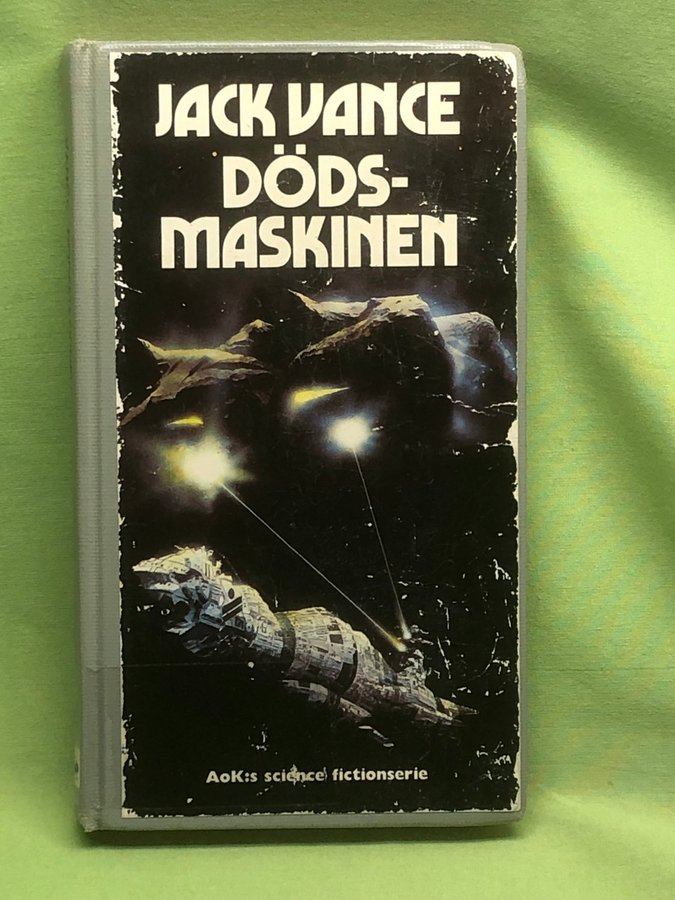 JACK VANCE
DÖDS-
MASKINEN
AoK:s science fictionserie